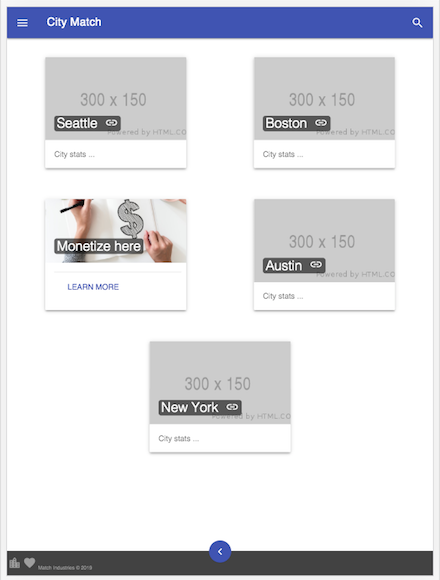 City Match
300 x 150
Seattle
Powered by HTML.CO
City stats ...
300 x 150
Boston
Powered by HTML.CO
City stats ...
$
Monetize here
LEARN MORE
300 x 150
Austin
Powered by HTML.CO
City stats ...
300 x 150
New York
Powered by HTML.CO
City stats ...
Match Industries © 2018